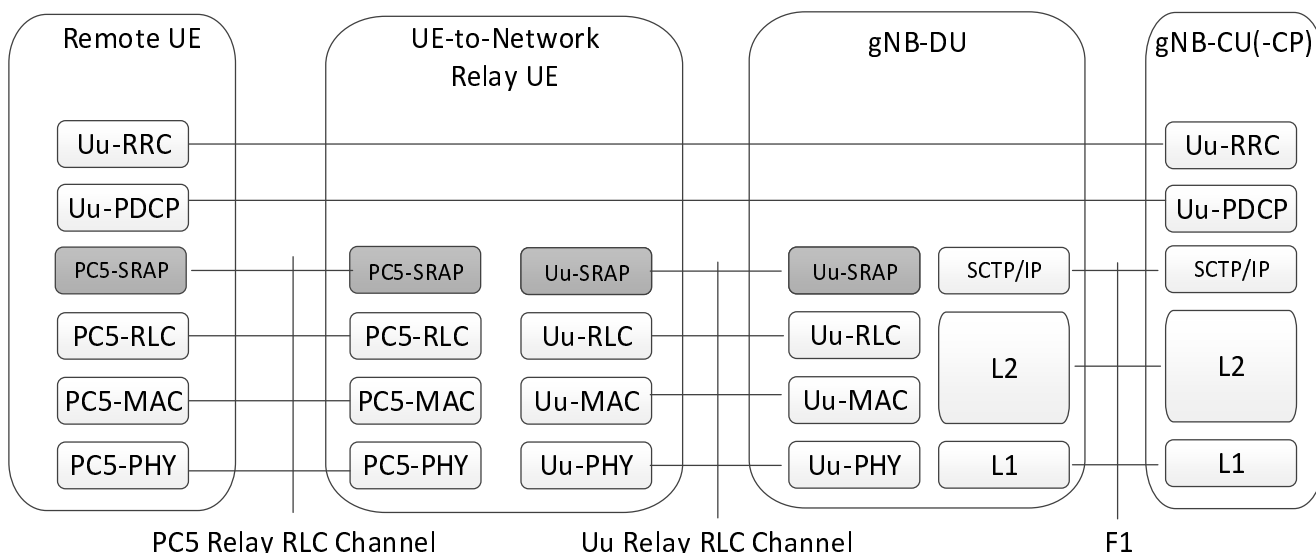 Remote UE
UE-to-Network
Relay UE
gNB-DU
gNB-CU(-CP)
Uu-RRC
Uu-RRC
Uu-PDCP
Uu-PDCP
PC5-SRAP
PC5-SRAP
Uu-SRAP
Uu-SRAP
SCTP/IP
SCTP/IP
PC5-RLC
PC5-RLC
Uu-RLC
Uu-RLC
L2
L2
PC5-MAC
PC5-MAC
Uu-MAC
Uu-MAC
PC5-PHY
PC5-PHY
Uu-PHY
Uu-PHY
L1
L1
PC5 Relay RLC Channel
Uu Relay RLC Channel
F1